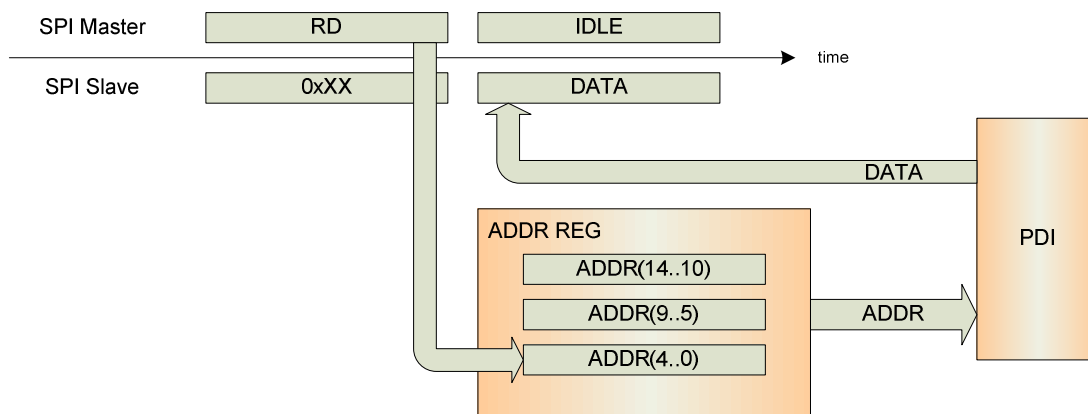 SPI Master RD IDLE
time
SPI Slave 0xXX DATA
DATA
PDI
ADDR REG
ADDR(14..10)
ADDR(9..5)
ADDR
ADDR(4..0)